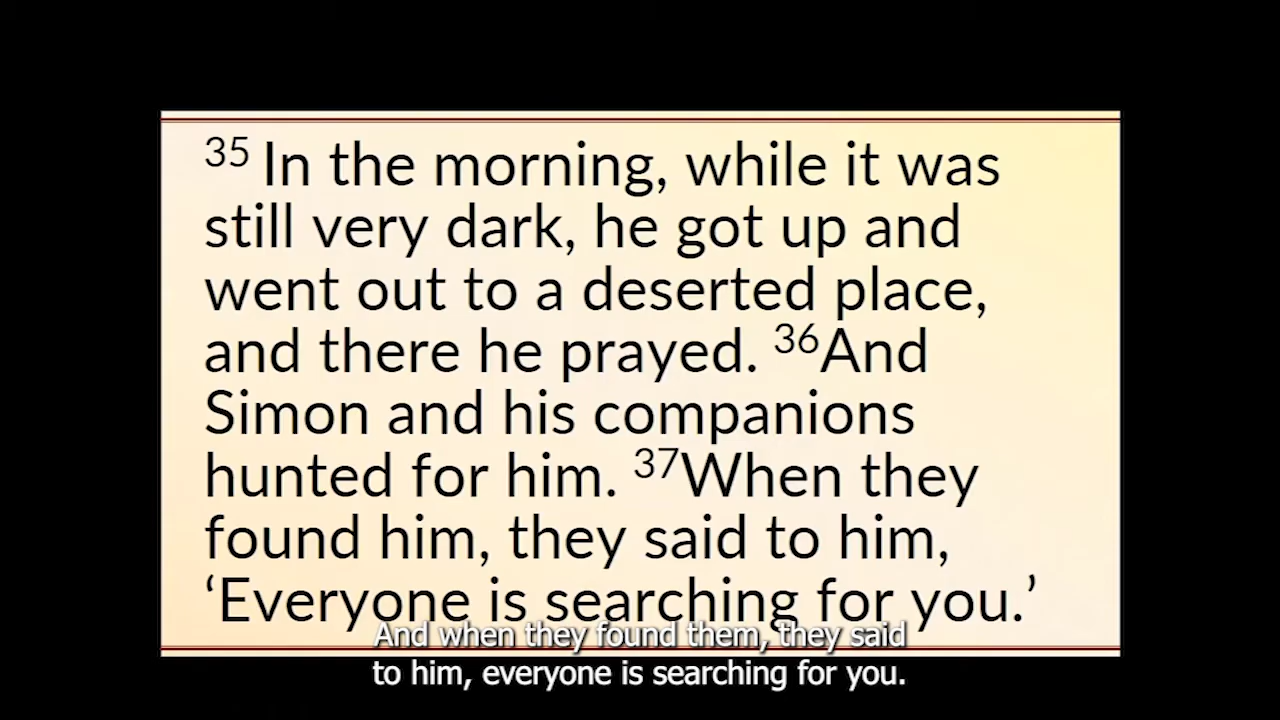 35 In the morning, while it was
still very dark, he got up and
went out to a deserted place,
and there he prayed. 36And
Simon and his companions
hunted for him. 37When they
found him, they said to him,
‘Everyone is searching for you.’
And when they found them, they said
to him, everyone is searching for you.